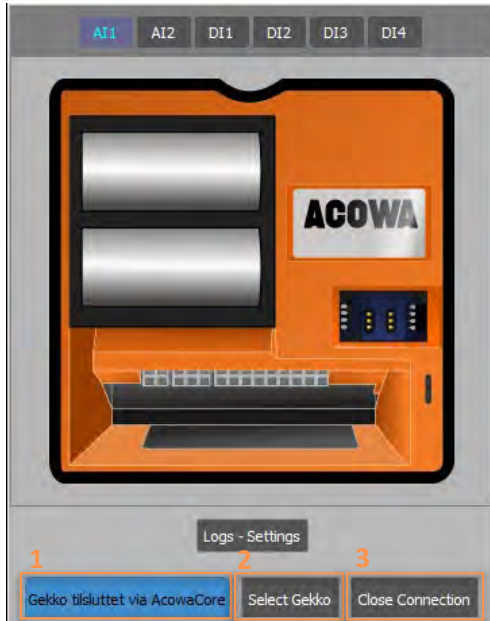 AI1 AI2 DI1 DI2 DI3 DI4
ACOWA
Logs - Settings
1 2 3
Gekko tilsluttet via AcowaCore Select Gekko Close Connection